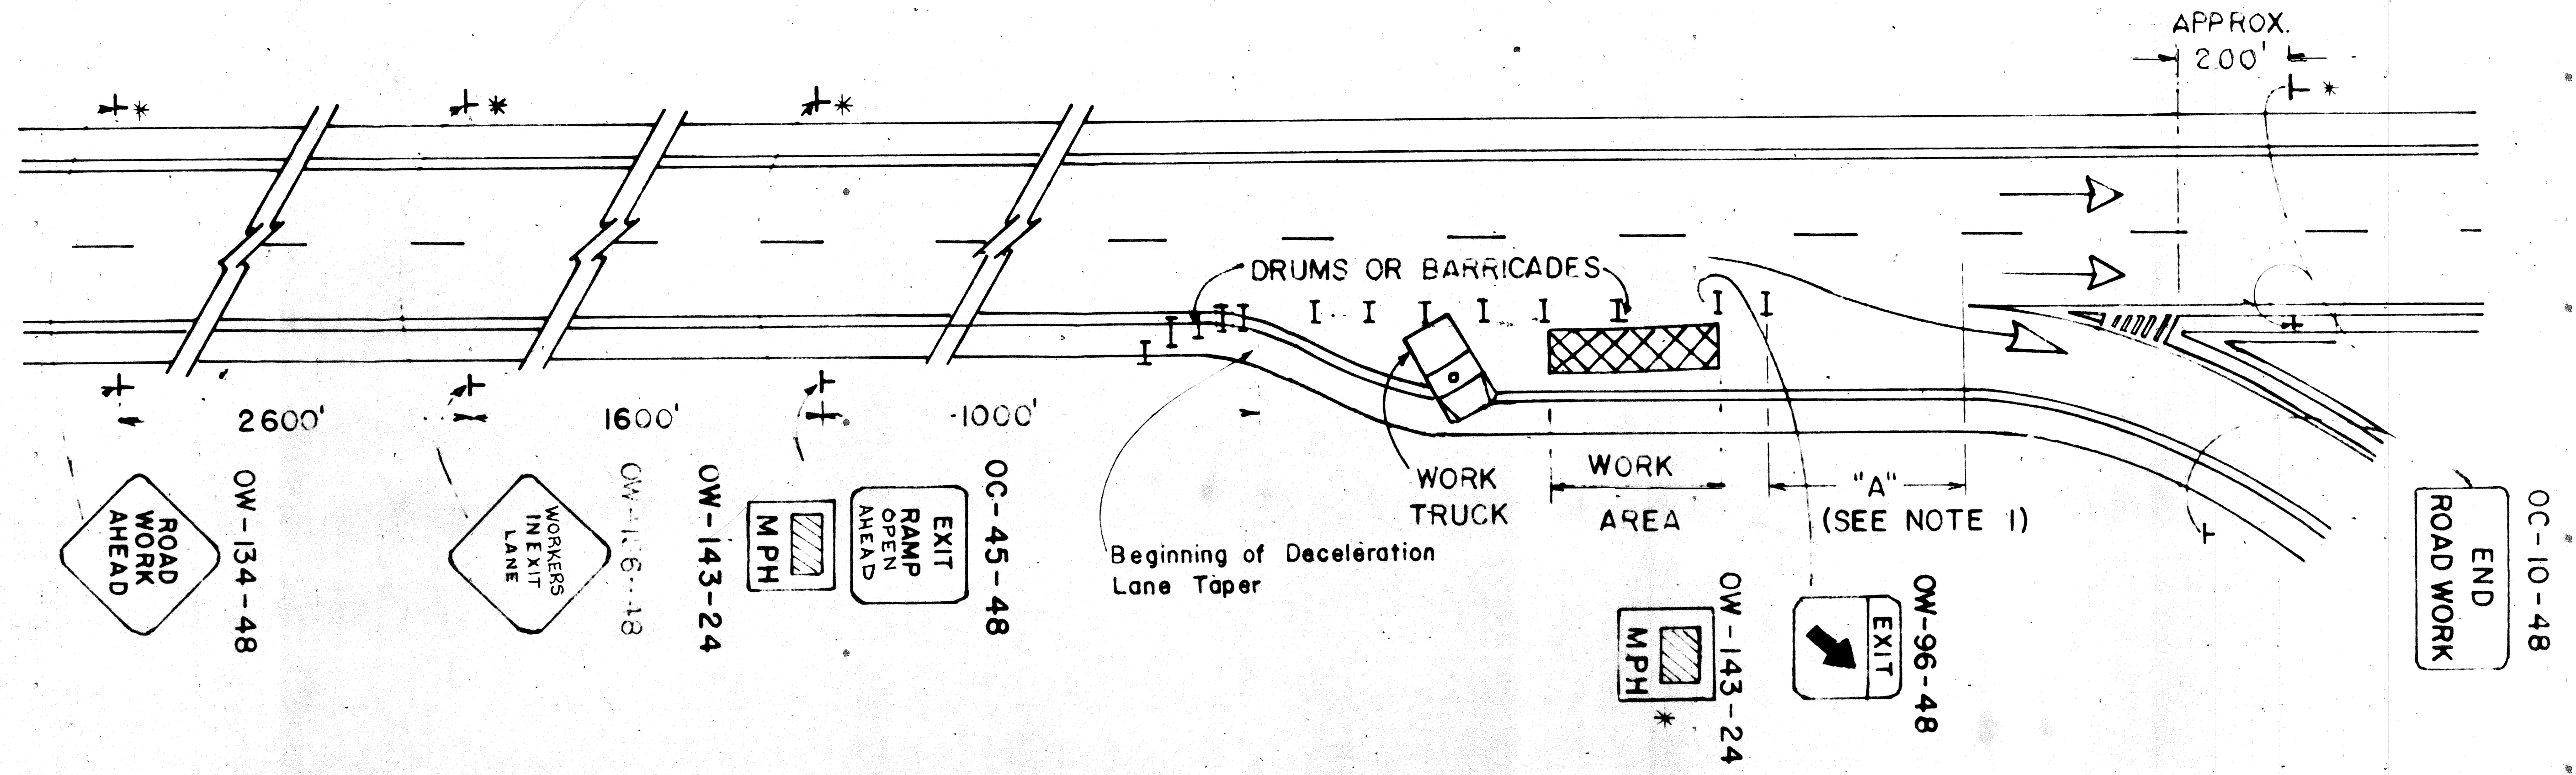 APPROX.
200'
*
*
*
*
DRUMS OR BARRICADES
2600'
1600'
1000'
WORK
TRUCK
WORK
AREA
"A"
(SEE NOTE 1)
Beginning of Deceleration
Lane Taper
ROAD
WORK
AHEAD
OW-134-48
WORKERS
IN EXIT
LANE
OW-143-24
MPH
EXIT
RAMP
OPEN
AHEAD
OC-45-48
OW-143-24
MPH
*
EXIT
OW-96-48
END
ROAD WORK
OC-10-48